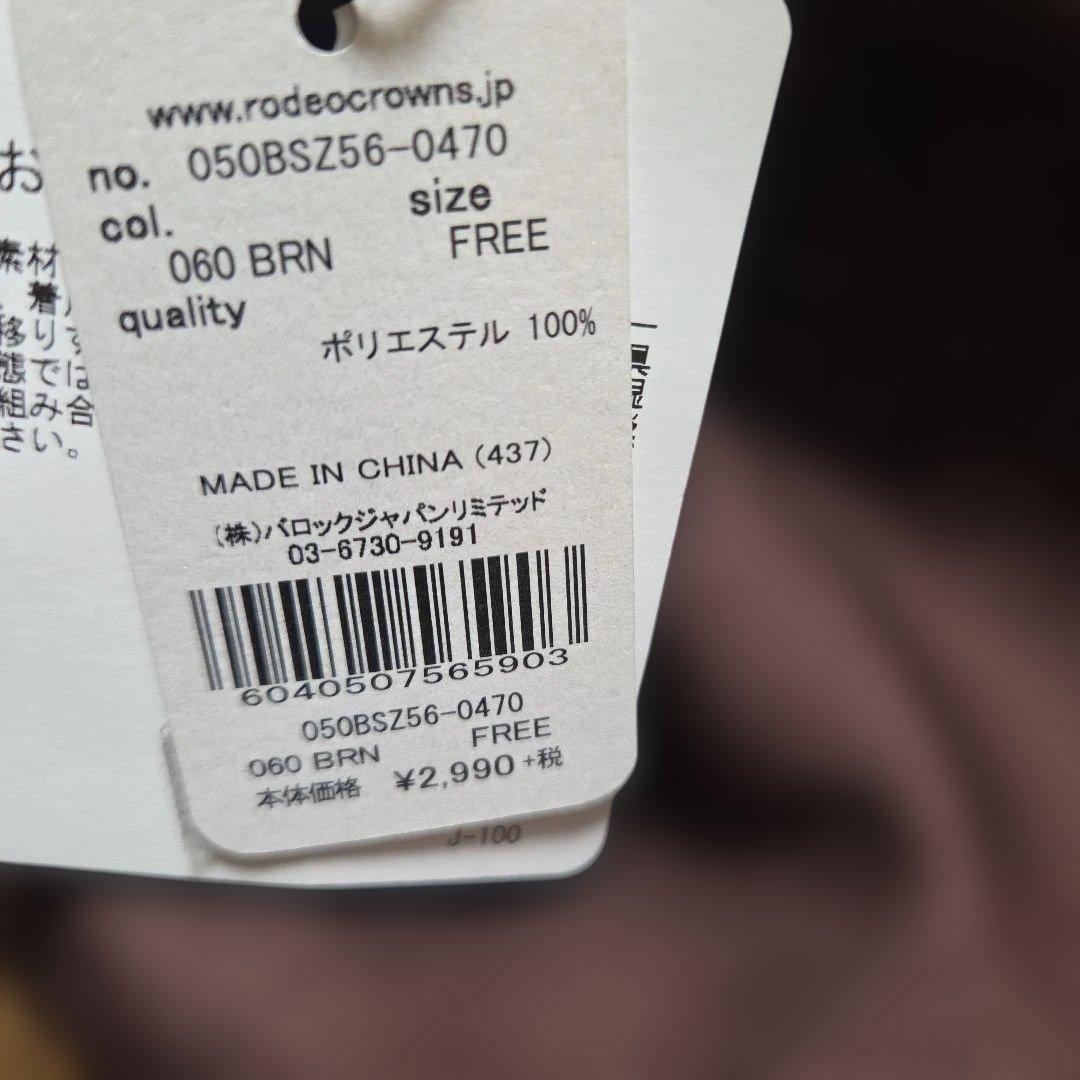 www.rodeocrowns.jp
no. 050BSZ56-0470
col. size
060 BRN FREE
quality
ポリエステル 100%
MADE IN CHINA (437)
(株)バロックジャパンリミテッド
03-6730-9191
6040507565903
050BSZ56-0470
060 BRN FREE
本体価格 ¥2,990+税
J-100
お
素材
着
移り
態では
組み合
さい。